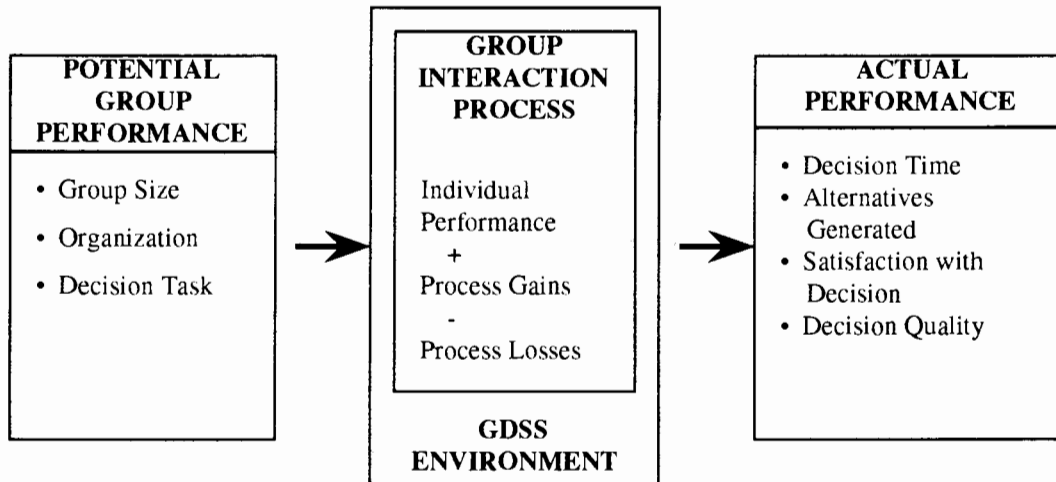 POTENTIAL
GROUP
PERFORMANCE
• Group Size
• Organization
• Decision Task
GROUP
INTERACTION
PROCESS
Individual
Performance
+
Process Gains
-
Process Losses
GDSS
ENVIRONMENT
ACTUAL
PERFORMANCE
• Decision Time
• Alternatives
Generated
• Satisfaction with
Decision
• Decision Quality